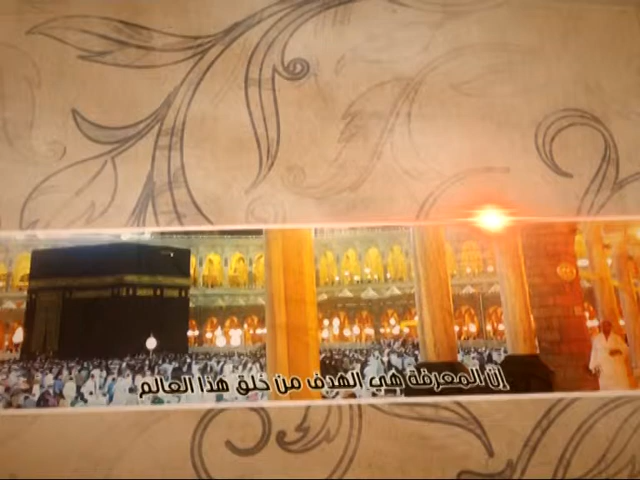 إن المعرفة هي الهدف من خلق هذا العالم